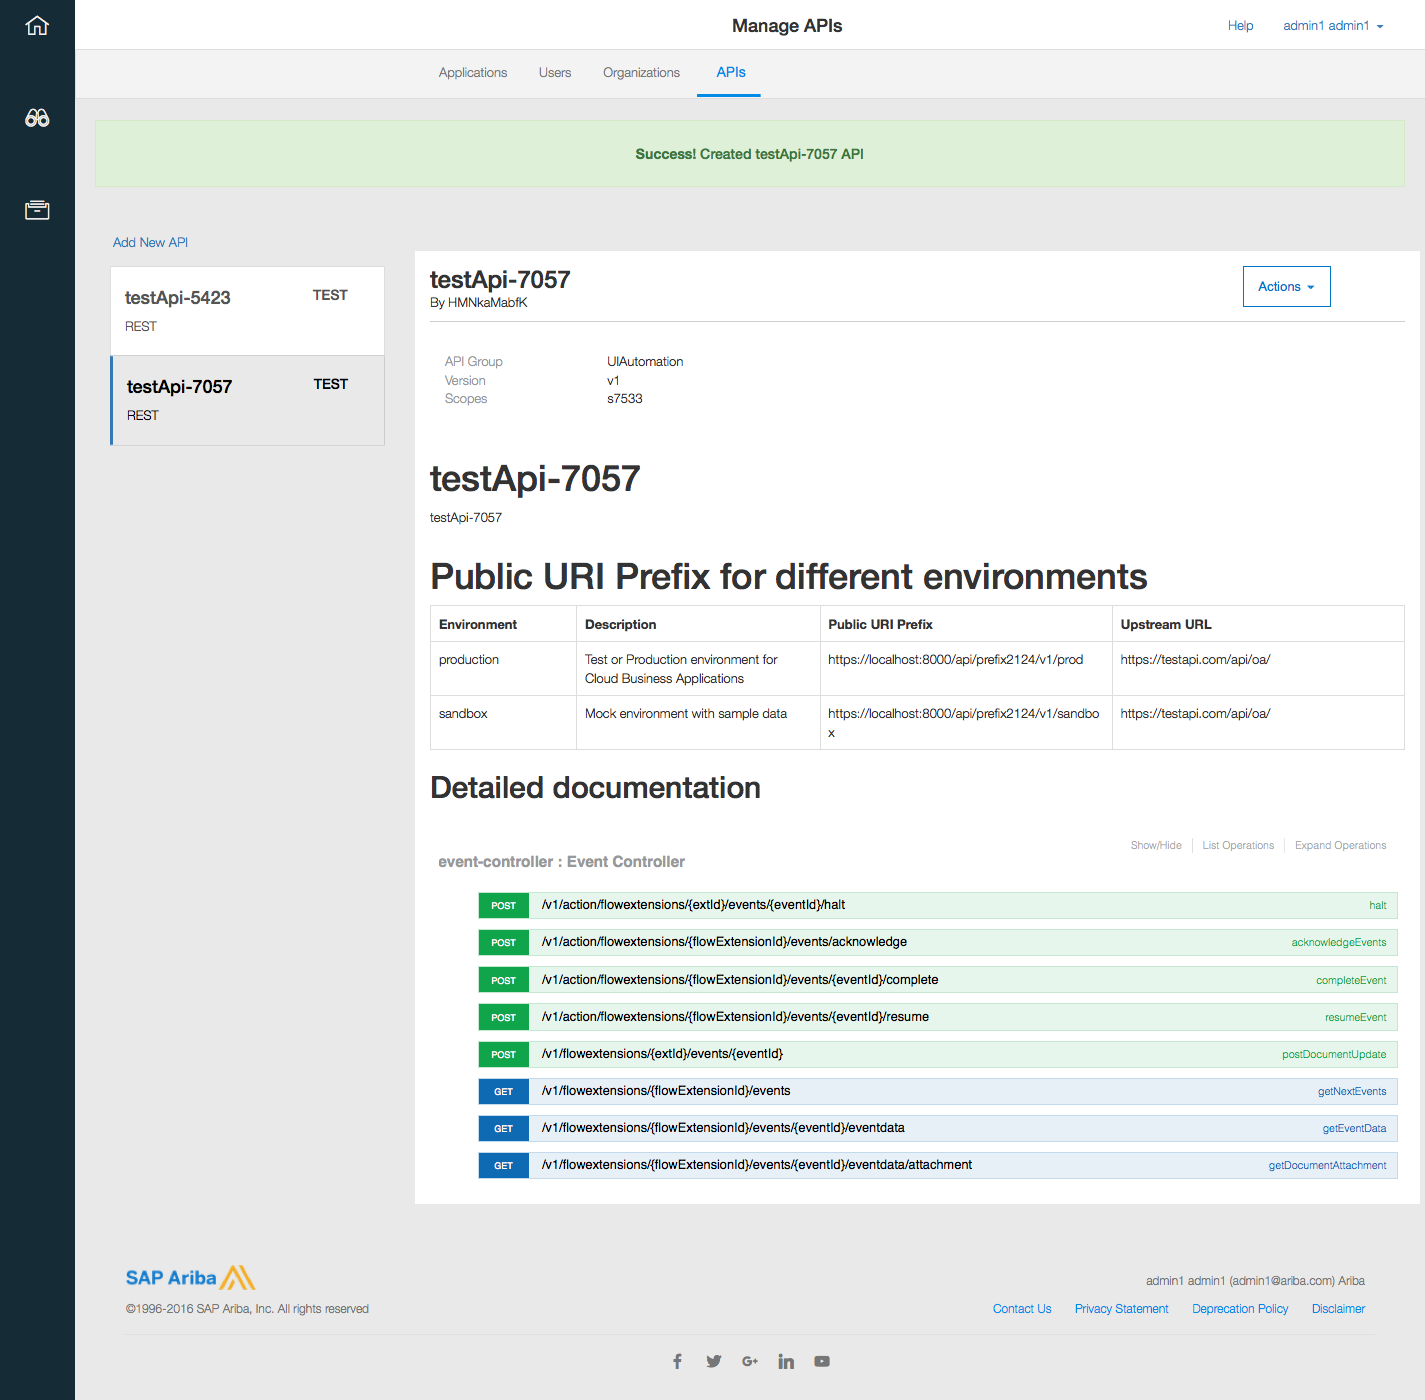 Manage APIs
Help admin1 admin1
Applications Users Organizations APIs
Success! Created testApi-7057 API
Add New API
testApi-5423 TEST
REST
testApi-7057 TEST
REST
testApi-7057
By HMNkaMabfK
Actions
API Group UIAutomation
Version v1
Scopes s7533
testApi-7057
testApi-7057
Public URI Prefix for different environments
Environment Description Public URI Prefix Upstream URL
production Test or Production environment for https://localhost:8000/api/prefix2124/v1/prod https://testapi.com/api/oa/
Cloud Business Applications
sandbox Mock environment with sample data https://localhost:8000/api/prefix2124/v1/sandbo https://testapi.com/api/oa/
x
Detailed documentation
Show/Hide List Operations Expand Operations
event-controller : Event Controller
POST /v1/action/flowextensions/{extId}/events/{eventId}/halt halt
POST /v1/action/flowextensions/{flowExtensionId}/events/acknowledge acknowledgeEvents
POST /v1/action/flowextensions/{flowExtensionId}/events/{eventId}/complete completeEvent
POST /v1/action/flowextensions/{flowExtensionId}/events/{eventId}/resume resumeEvent
POST /v1/flowextensions/{extId}/events/{eventId} postDocumentUpdate
GET /v1/flowextensions/{flowExtensionId}/events getNextEvents
GET /v1/flowextensions/{flowExtensionId}/events/{eventId}/eventdata getEventData
GET /v1/flowextensions/{flowExtensionId}/events/{eventId}/eventdata/attachment getDocumentAttachment
SAP Ariba
admin1 admin1 (admin1@ariba.com) Ariba
©1996-2016 SAP Ariba, Inc. All rights reserved
Contact Us Privacy Statement Deprecation Policy Disclaimer